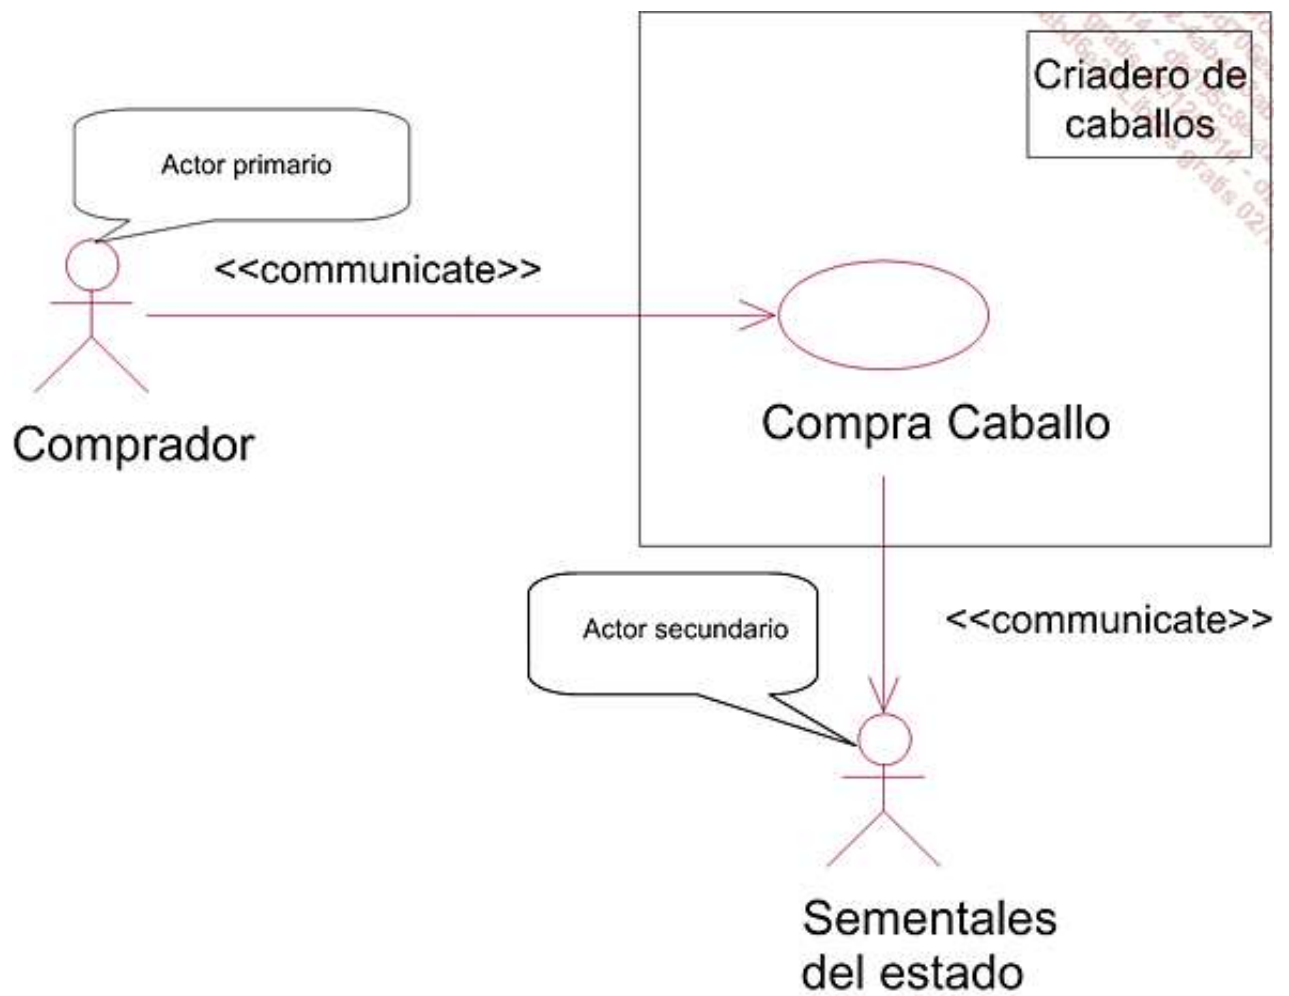 Criadero de
caballos
Actor primario
<<communicate>>
Comprador
Compra Caballo
Actor secundario
<<communicate>>
Sementales
del estado